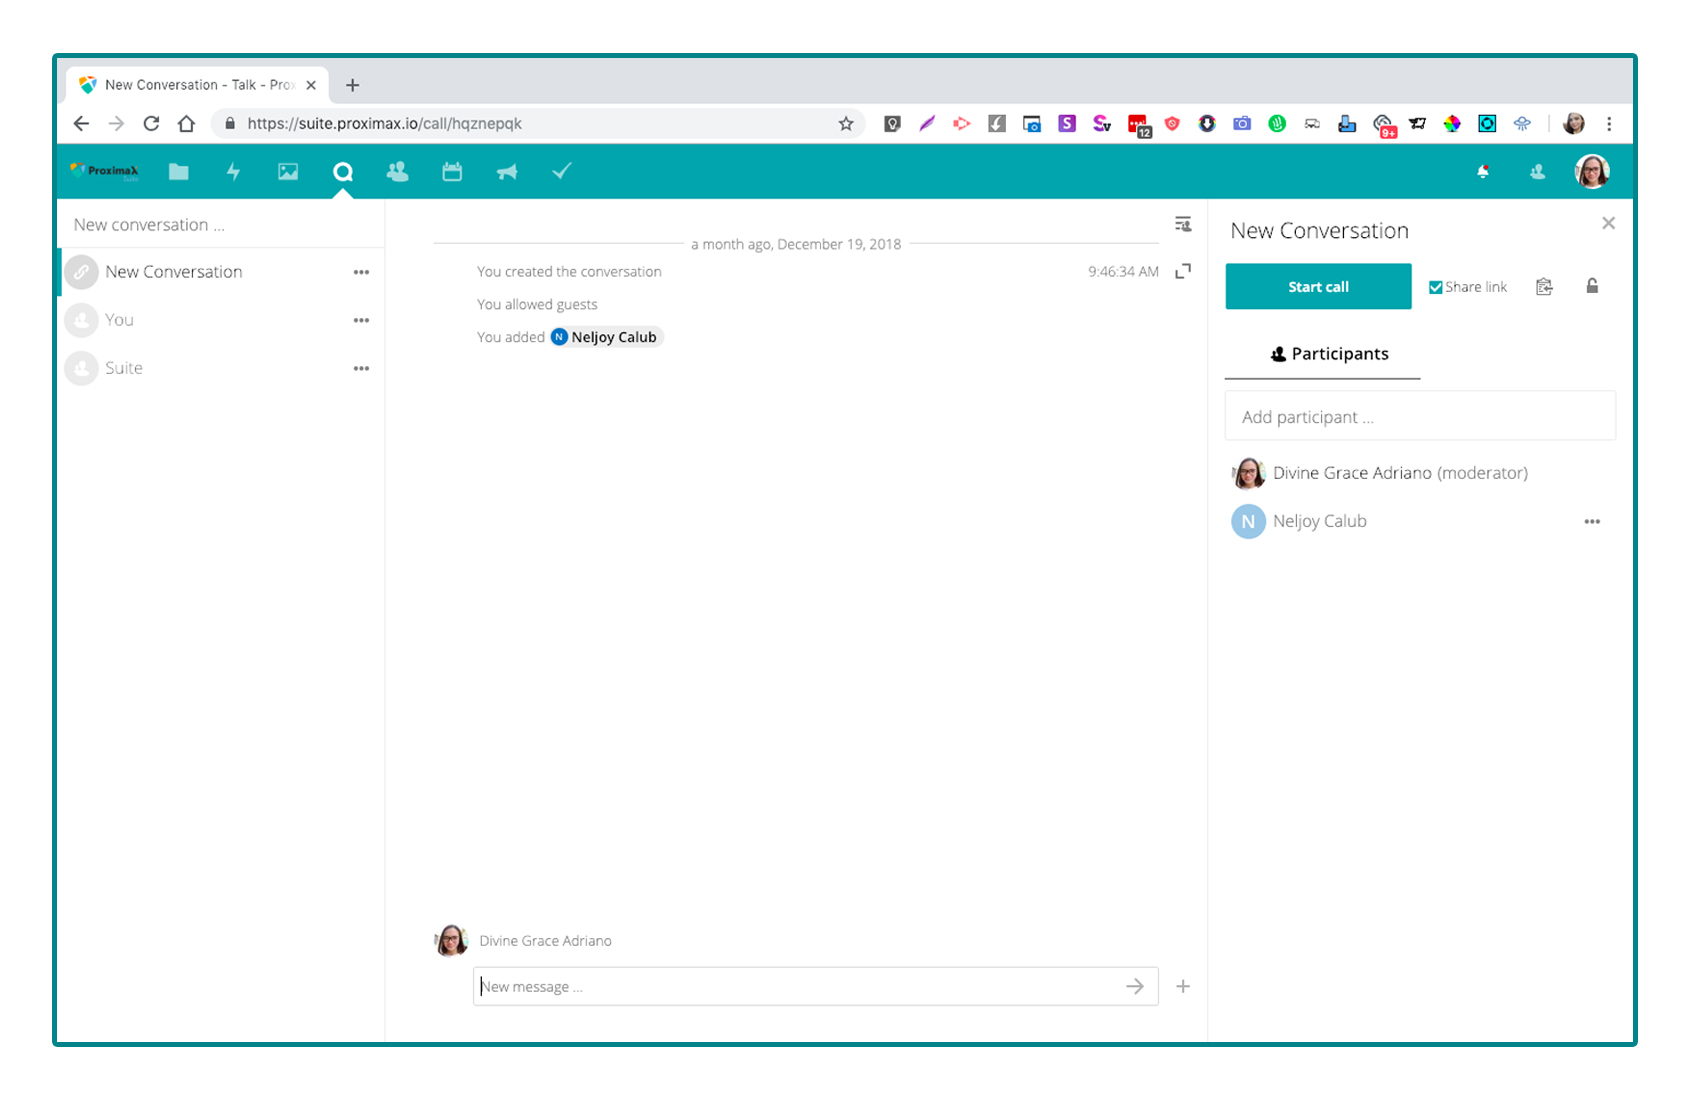 New Conversation - Talk - Prox
https://suite.proximax.io/call/hqznepqk
12
9+
ProximaX
Suite
New conversation ...
New Conversation
You
Suite
a month ago, December 19, 2018
You created the conversation 9:46:34 AM
You allowed guests
You added N Neljoy Calub
Divine Grace Adriano
New message ...
New Conversation
Start call Share link
Participants
Add participant ...
Divine Grace Adriano (moderator)
N Neljoy Calub